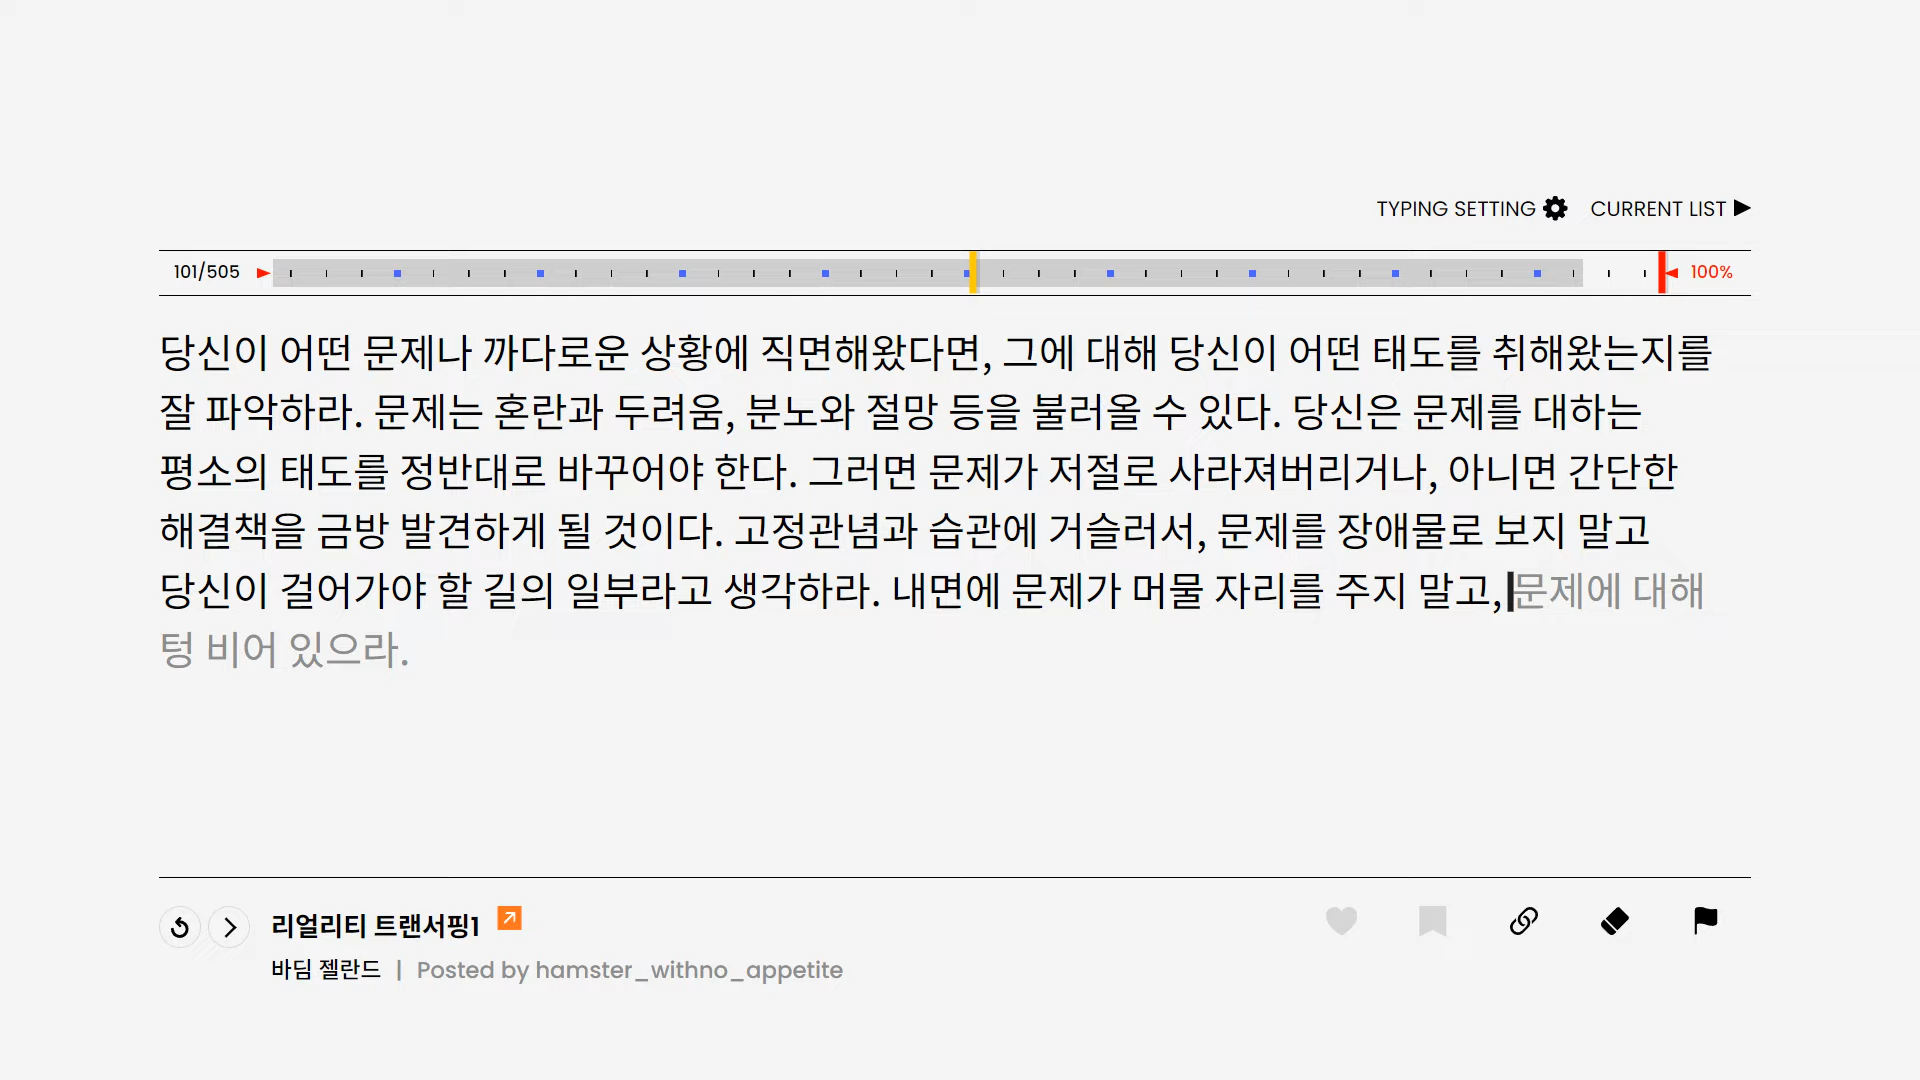 TYPING SETTING CURRENT LIST
101/505 100%
당신이 어떤 문제나 까다로운 상황에 직면해왔다면, 그에 대해 당신이 어떤 태도를 취해왔는지를
잘 파악하라. 문제는 혼란과 두려움, 분노와 절망 등을 불러올 수 있다. 당신은 문제를 대하는
평소의 태도를 정반대로 바꾸어야 한다. 그러면 문제가 저절로 사라져버리거나, 아니면 간단한
해결책을 금방 발견하게 될 것이다. 고정관념과 습관에 거슬러서, 문제를 장애물로 보지 말고
당신이 걸어가야 할 길의 일부라고 생각하라. 내면에 문제가 머물 자리를 주지 말고, 문제에 대해
텅 비어 있으라.
리얼리티 트랜서핑1
바딤 젤란드 | Posted by hamster_withno_appetite